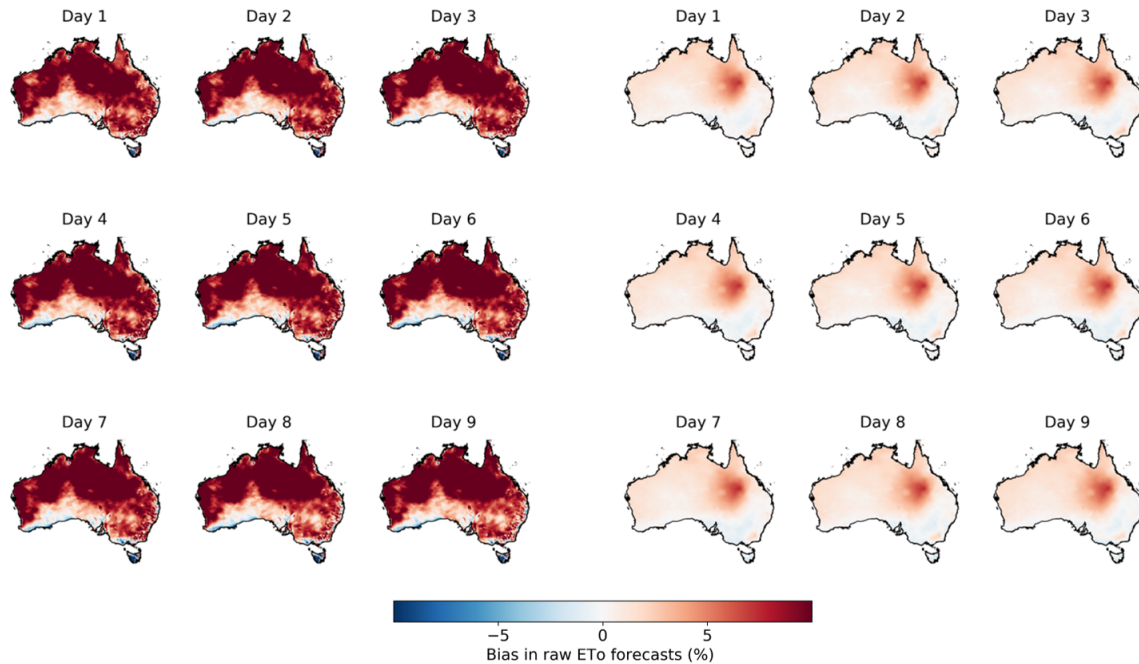 Day 1 Day 2 Day 3 Day 1 Day 2 Day 3
Day 4 Day 5 Day 6 Day 4 Day 5 Day 6
Day 7 Day 8 Day 9 Day 7 Day 8 Day 9
−5 0 5
Bias in raw ETo forecasts (%)